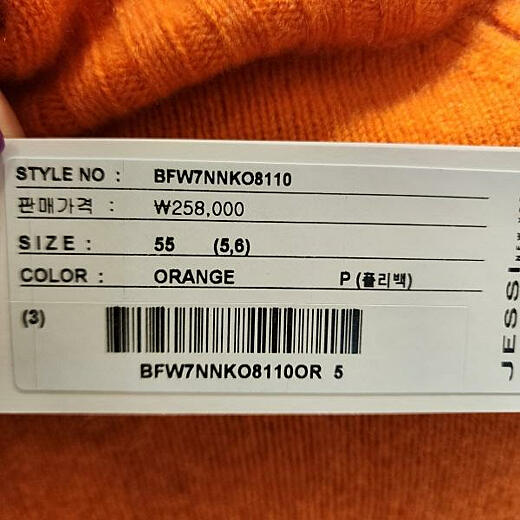 STYLE NO : BFW7NNKO8110
판매가격 : ₩258,000
SIZE : 55 (5,6)
COLOR : ORANGE P (폴리백)
(3)
BFW7NNKO8110OR 5
JESSI